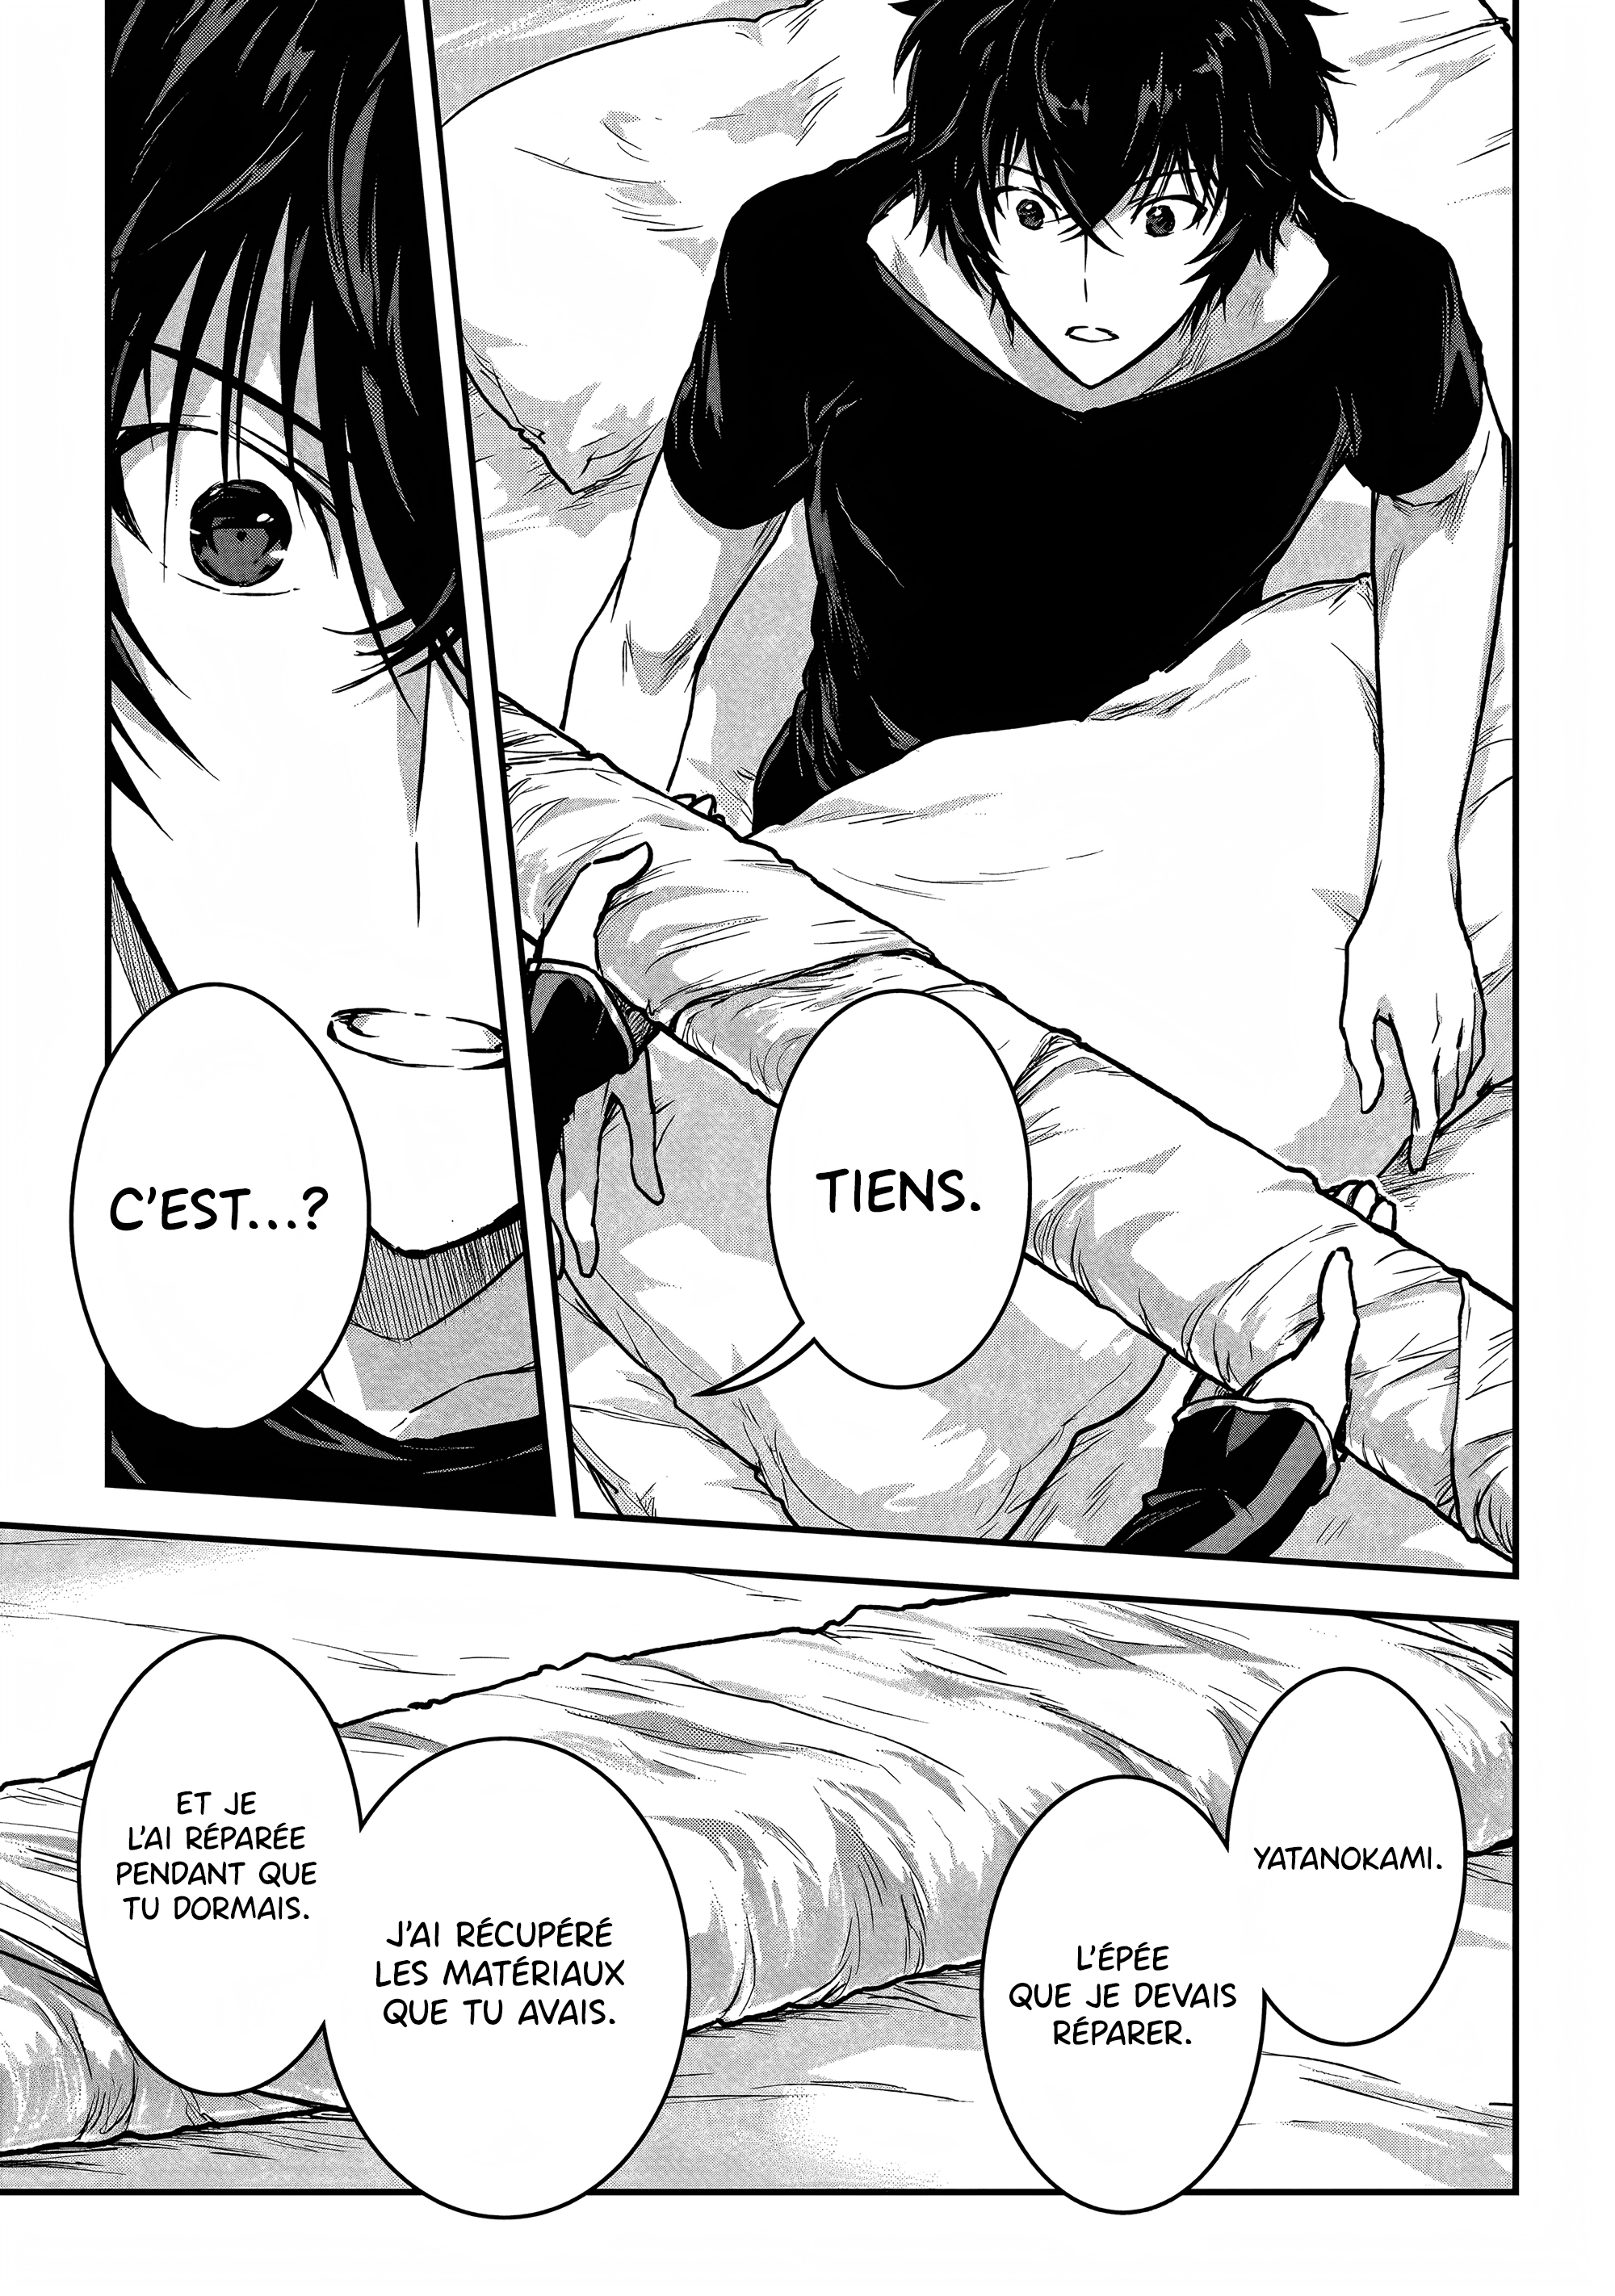 TIENS.
C'EST...?
YATANOKAMI.
L'ÉPÉE
QUE JE DEVAIS
RÉPARER.
J'AI RÉCUPÉRÉ
LES MATÉRIAUX
QUE TU AVAIS.
ET JE
L'AI RÉPARÉE
PENDANT QUE
TU DORMAIS.